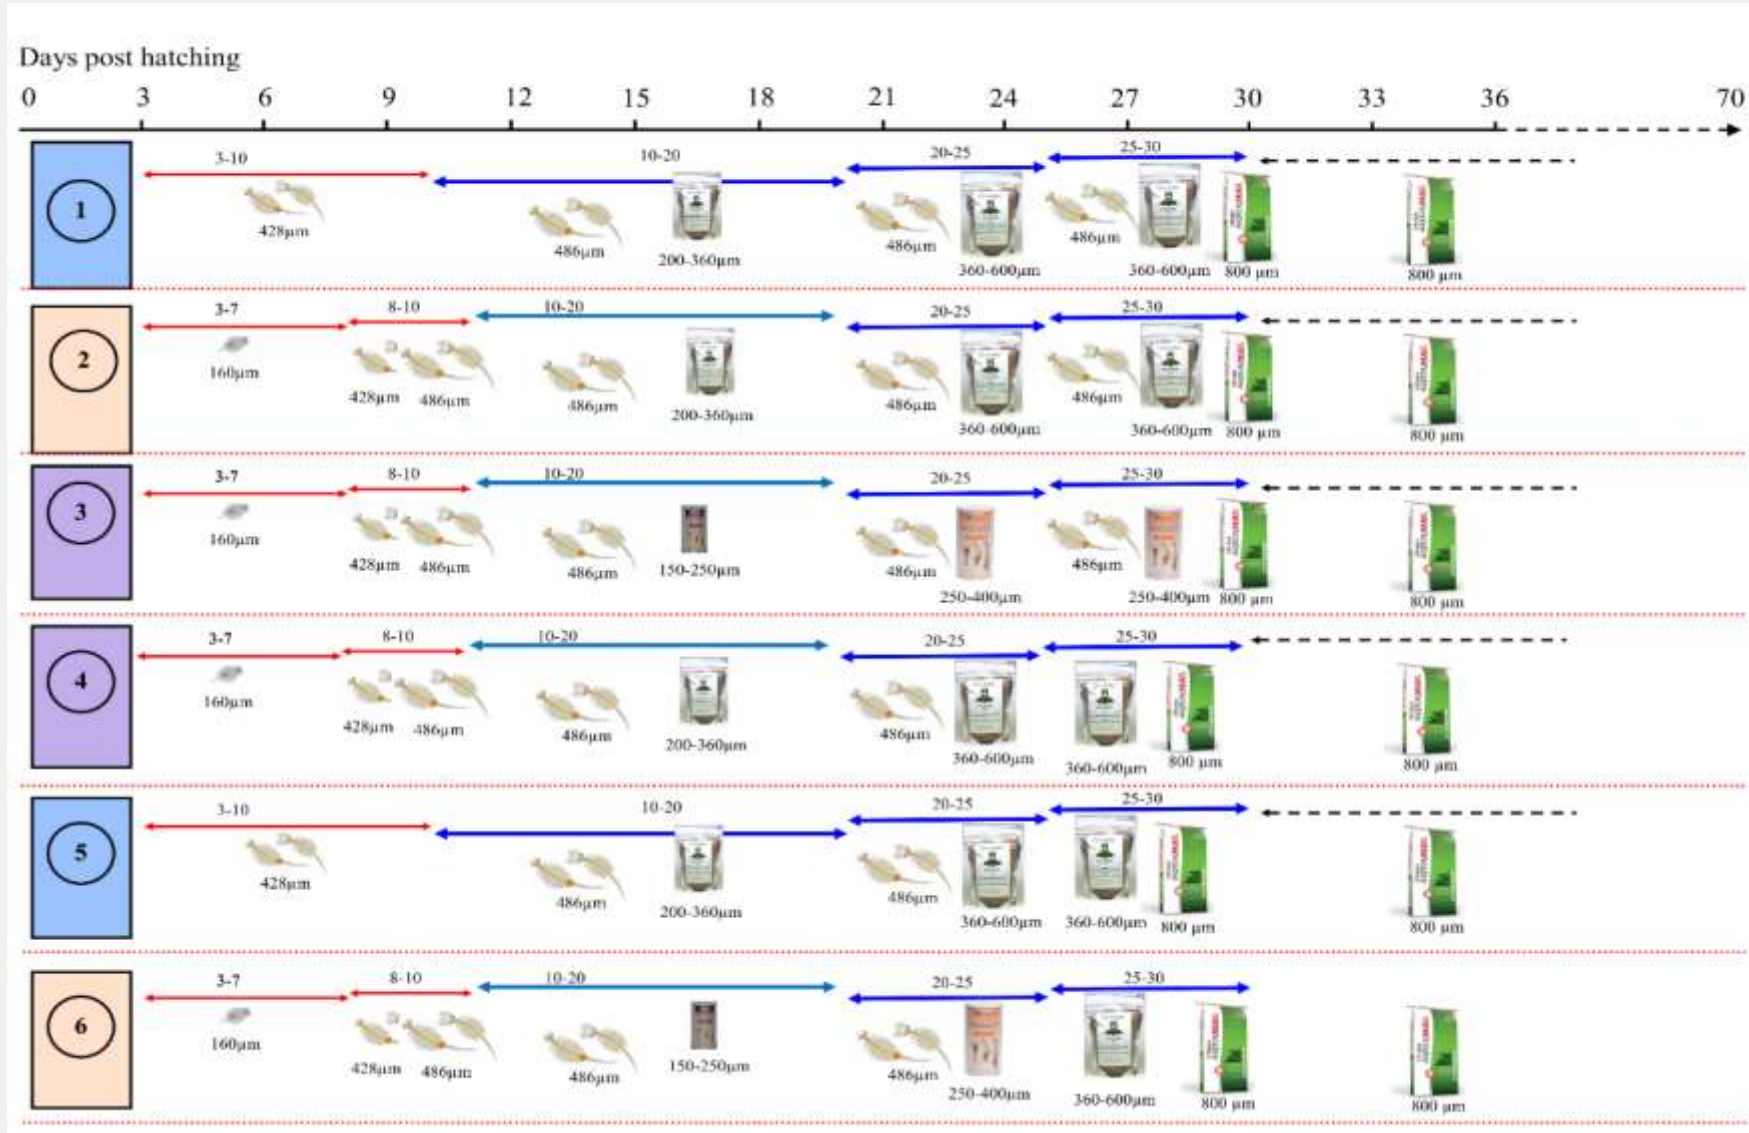 Days post hatching
0 3 6 9 12 15 18 21 24 27 30 33 36 70
3-10 10-20 20-25 25-30
1
428µm 486µm 200-360µm 486µm 360-600µm 486µm 360-600µm 800 µm 800 µm
3-7 8-10 10-20 20-25 25-30
2
160µm 428µm 486µm 486µm 200-360µm 486µm 360-600µm 486µm 360-600µm 800 µm 800 µm
3-7 8-10 10-20 20-25 25-30
3
160µm 428µm 486µm 486µm 150-250µm 486µm 250-400µm 486µm 250-400µm 800 µm 800 µm
3-7 8-10 10-20 20-25 25-30
4
160µm 428µm 486µm 486µm 200-360µm 486µm 360-600µm 360-600µm 800 µm 800 µm
3-10 10-20 20-25 25-30
5
428µm 486µm 200-360µm 486µm 360-600µm 360-600µm 800 µm 800 µm
3-7 8-10 10-20 20-25 25-30
6
160µm 428µm 486µm 486µm 150-250µm 486µm 250-400µm 360-600µm 800 µm 800 µm